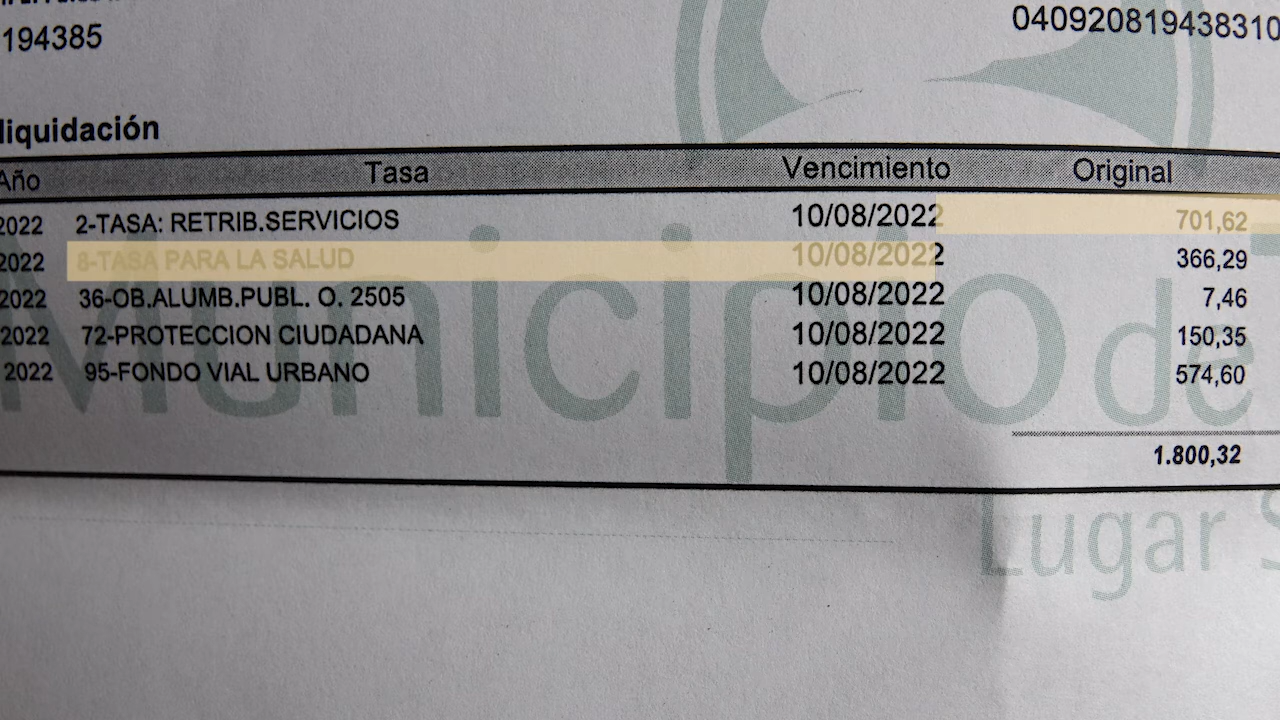 194385
04092081943831​0
liquidación
Año Tasa Vencimiento Original
2022 2-TASA: RETRIB.SERVICIOS 10/08/2022 701,62
2022 8-TASA PARA LA SALUD 10/08/2022 366,29
2022 36-OB.ALUMB.PUBL. O. 2505 10/08/2022 7,46
2022 72-PROTECCION CIUDADANA 10/08/2022 150,35
2022 95-FONDO VIAL URBANO 10/08/2022 574,60
1.800,32
Municipio de
Lugar